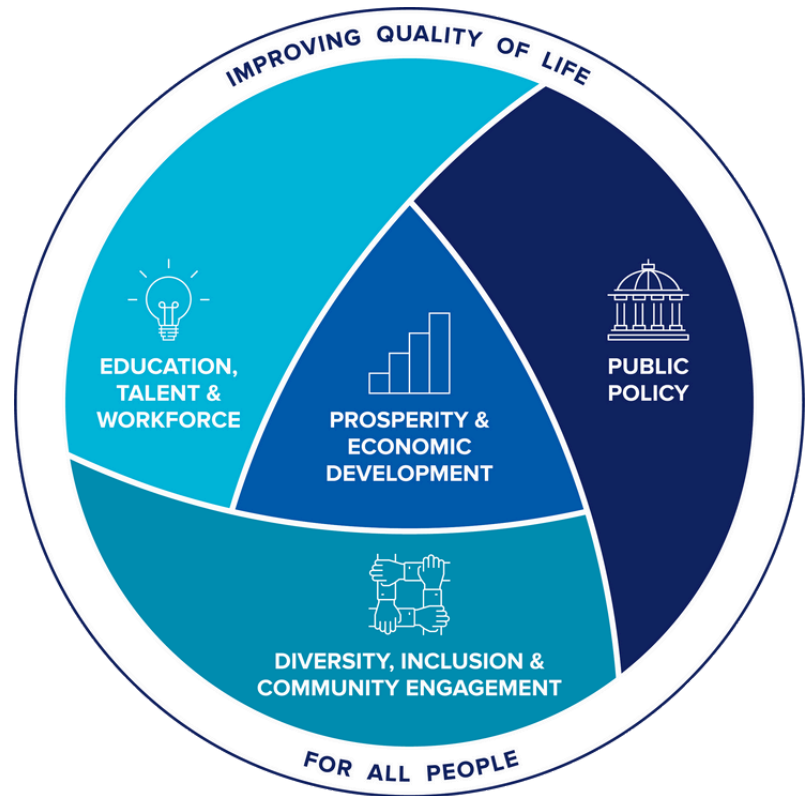 IMPROVING QUALITY OF LIFE
EDUCATION,
TALENT &
WORKFORCE
PROSPERITY &
ECONOMIC
DEVELOPMENT
PUBLIC
POLICY
DIVERSITY, INCLUSION &
COMMUNITY ENGAGEMENT
FOR ALL PEOPLE